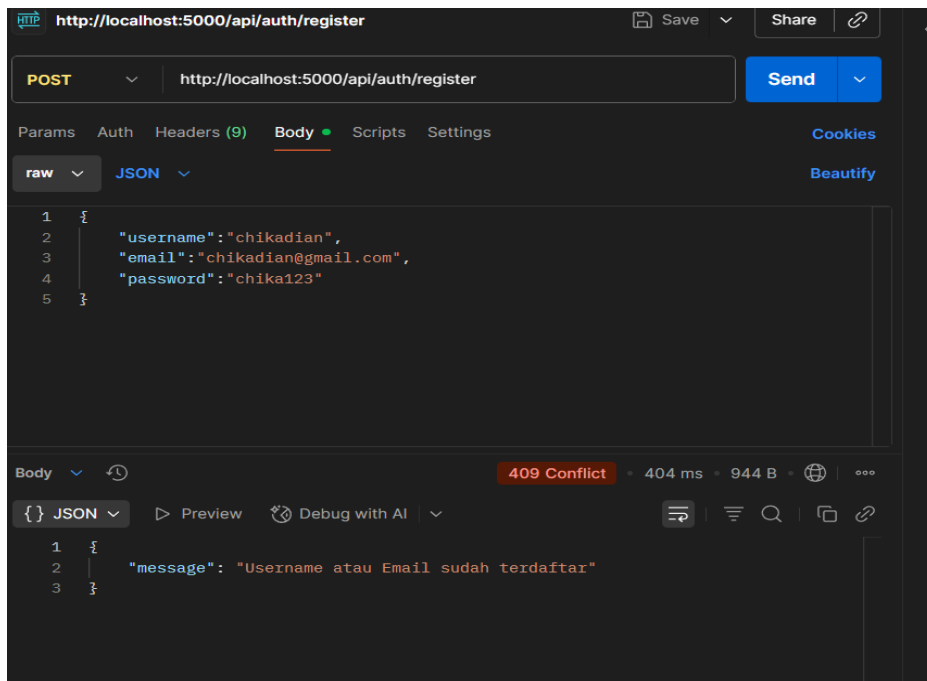 HTTP http://localhost:5000/api/auth/register Save Share
POST http://localhost:5000/api/auth/register Send
Params Auth Headers (9) Body Scripts Settings Cookies
raw JSON Beautify
1 {
2 "username":"chikadian",
3 "email":"chikadian@gmail.com",
4 "password":"chika123"
5 }
Body 409 Conflict • 404 ms • 944 B •
{} JSON Preview Debug with AI
1 {
2 "message": "Username atau Email sudah terdaftar"
3 }